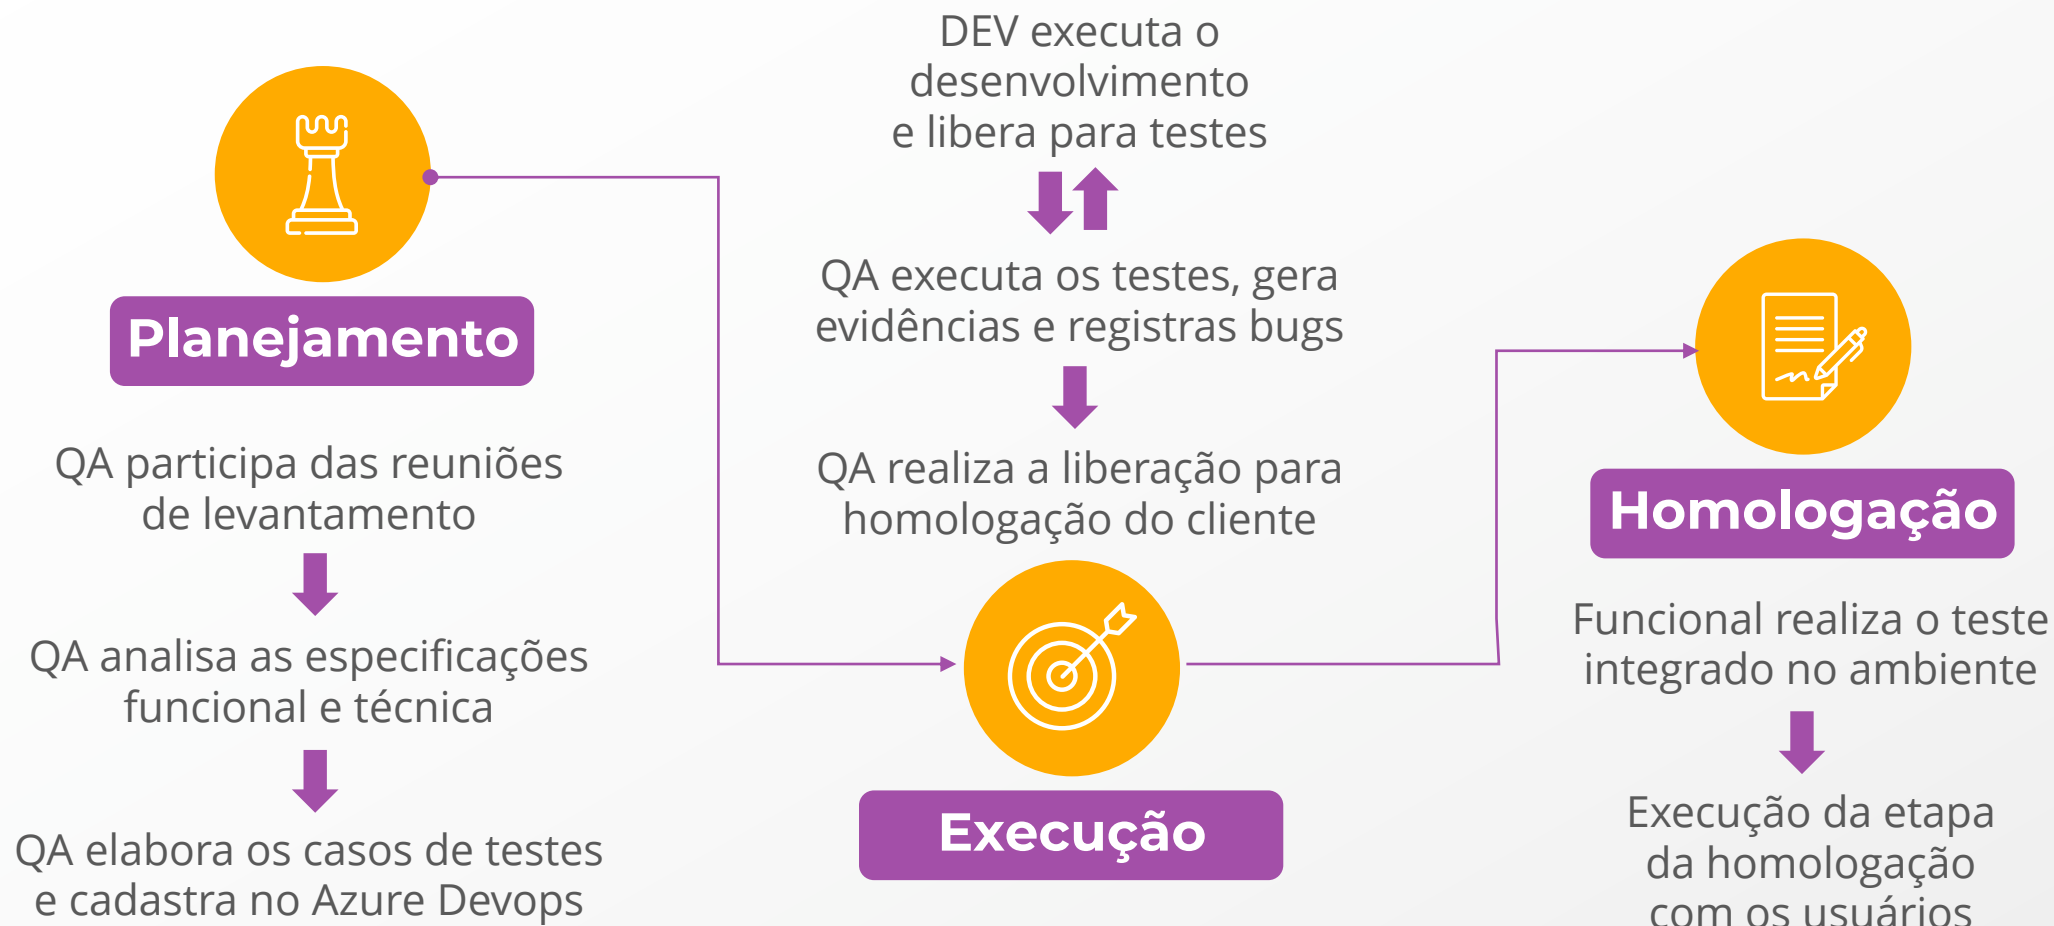 Planejamento
QA participa das reuniões
de levantamento
QA analisa as especificações
funcional e técnica
QA elabora os casos de testes
e cadastra no Azure Devops
DEV executa o
desenvolvimento
e libera para testes
QA executa os testes, gera
evidências e registras bugs
QA realiza a liberação para
homologação do cliente
Execução
Homologação
Funcional realiza o teste
integrado no ambiente
Execução da etapa
da homologação
com os usuários